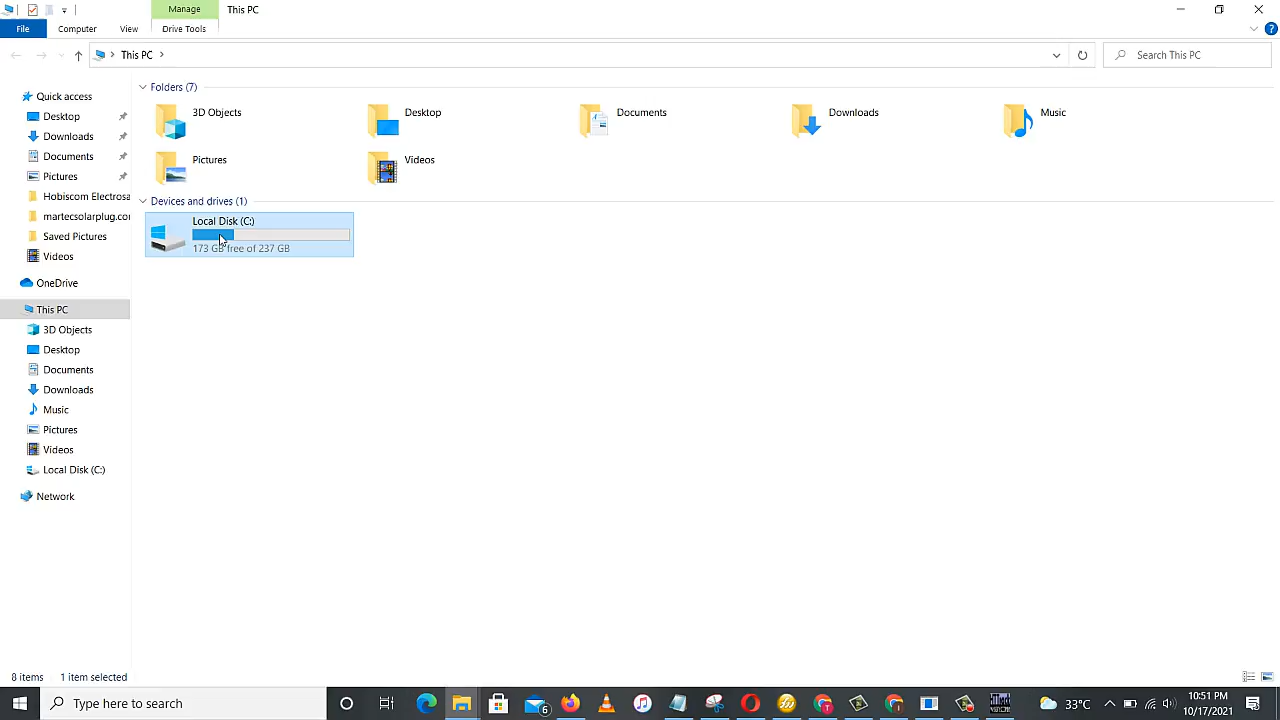 Manage
This PC
File
Computer
View
Drive Tools
This PC
Search This PC
Quick access
Desktop
Downloads
Documents
Pictures
Hobiscom Electrosa
martecsolarplug.co
Saved Pictures
Videos
OneDrive
This PC
3D Objects
Desktop
Documents
Downloads
Music
Pictures
Videos
Local Disk (C:)
Network
Folders (7)
3D Objects
Desktop
Documents
Downloads
Music
Pictures
Videos
Devices and drives (1)
Local Disk (C:)
173 GB free of 237 GB
8 items
1 item selected
Type here to search
6
33°C
10:51 PM
10/17/2021